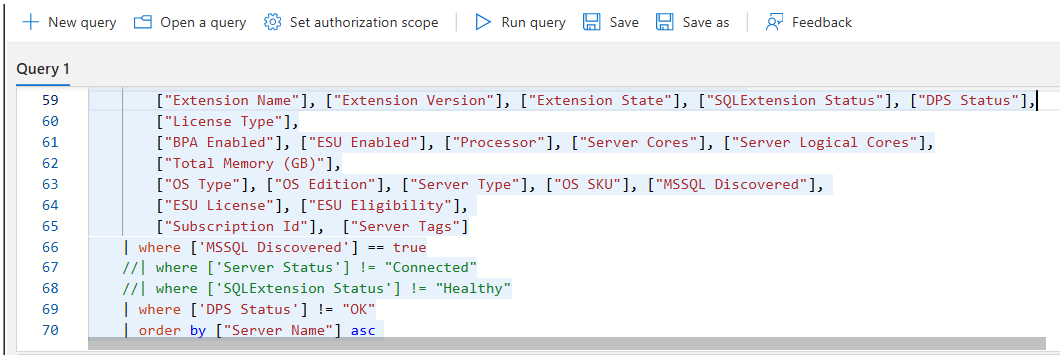 New query Open a query Set authorization scope Run query Save Save as Feedback
Query 1
59 ["Extension Name"], ["Extension Version"], ["Extension State"], ["SQLExtension Status"], ["DPS Status"],
60 ["License Type"],
61 ["BPA Enabled"], ["ESU Enabled"], ["Processor"], ["Server Cores"], ["Server Logical Cores"],
62 ["Total Memory (GB)"],
63 ["OS Type"], ["OS Edition"], ["Server Type"], ["OS SKU"], ["MSSQL Discovered"],
64 ["ESU License"], ["ESU Eligibility"],
65 ["Subscription Id"],  ["Server Tags"]
66 | where ['MSSQL Discovered'] == true
67 //| where ['Server Status'] != "Connected"
68 //| where ['SQLExtension Status'] != "Healthy"
69 | where ['DPS Status'] != "OK"
70 | order by ["Server Name"] asc